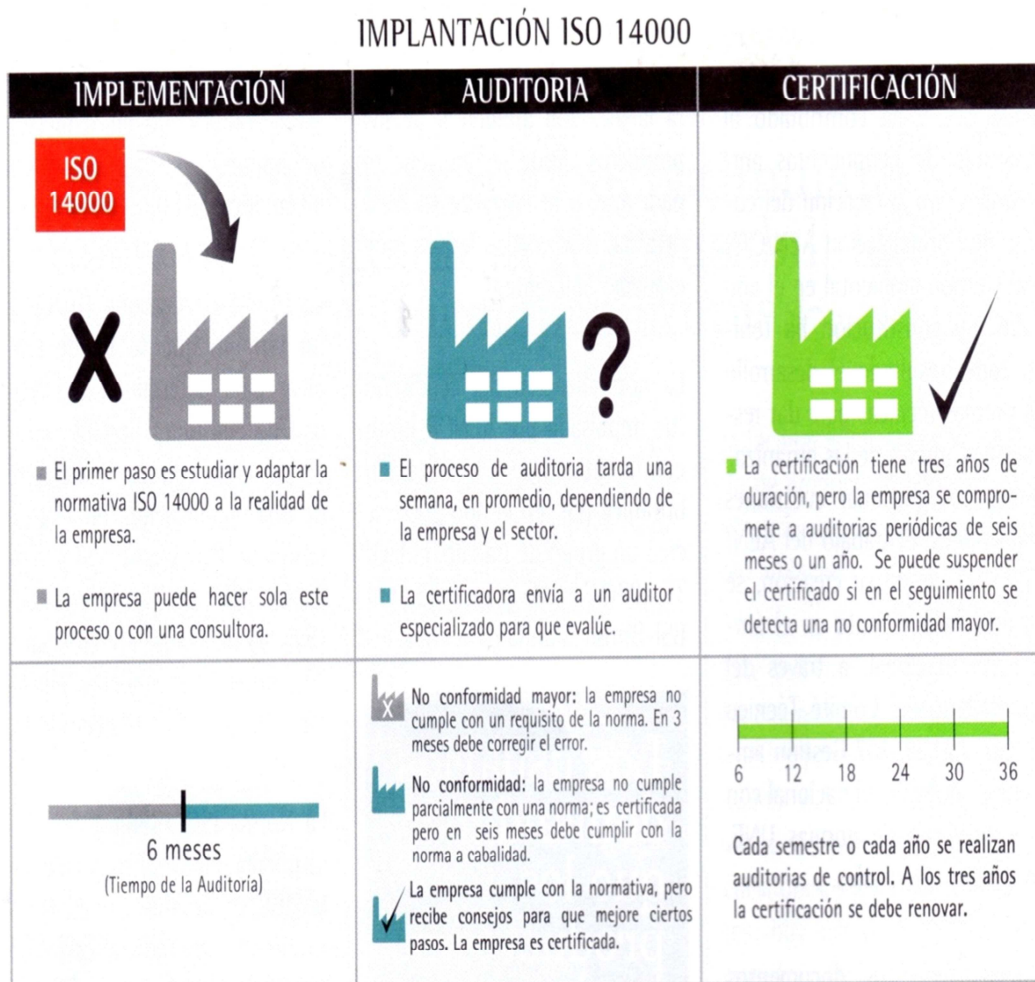 IMPLANTACIÓN ISO 14000
IMPLEMENTACIÓN
ISO
14000
El primer paso es estudiar y adaptar la
normativa ISO 14000 a la realidad de
la empresa.
La empresa puede hacer sola este
proceso o con una consultora.
6 meses
(Tiempo de la Auditoria)
AUDITORIA
?
El proceso de auditoria tarda una
semana, en promedio, dependiendo de
la empresa y el sector.
La certificadora envía a un auditor
especializado para que evalúe.
No conformidad mayor: la empresa no
cumple con un requisito de la norma. En 3
meses debe corregir el error.
No conformidad: la empresa no cumple
parcialmente con una norma; es certificada
pero en seis meses debe cumplir con la
norma a cabalidad.
La empresa cumple con la normativa, pero
recibe consejos para que mejore ciertos
pasos. La empresa es certificada.
CERTIFICACIÓN
La certificación tiene tres años de
duración, pero la empresa se compro-
mete a auditorias periódicas de seis
meses o un año. Se puede suspender
el certificado si en el seguimiento se
detecta una no conformidad mayor.
6 12 18 24 30 36
Cada semestre o cada año se realizan
auditorias de control. A los tres años
la certificación se debe renovar.